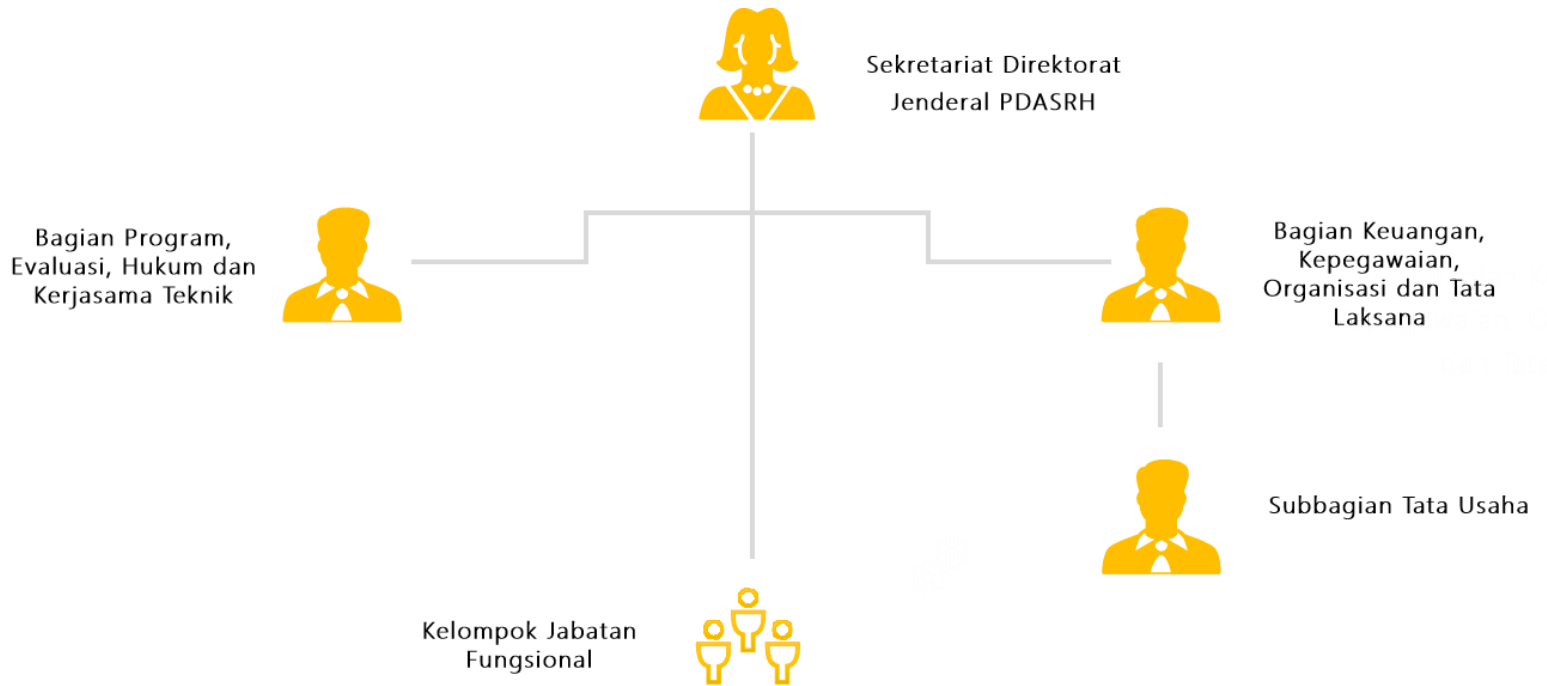 Sekretariat Direktorat
Jenderal PDASRH
Bagian Program,
Evaluasi, Hukum dan
Kerjasama Teknik
Bagian Keuangan,
Kepegawaian,
Organisasi dan Tata
Laksana
Subbagian Tata Usaha
Kelompok Jabatan
Fungsional